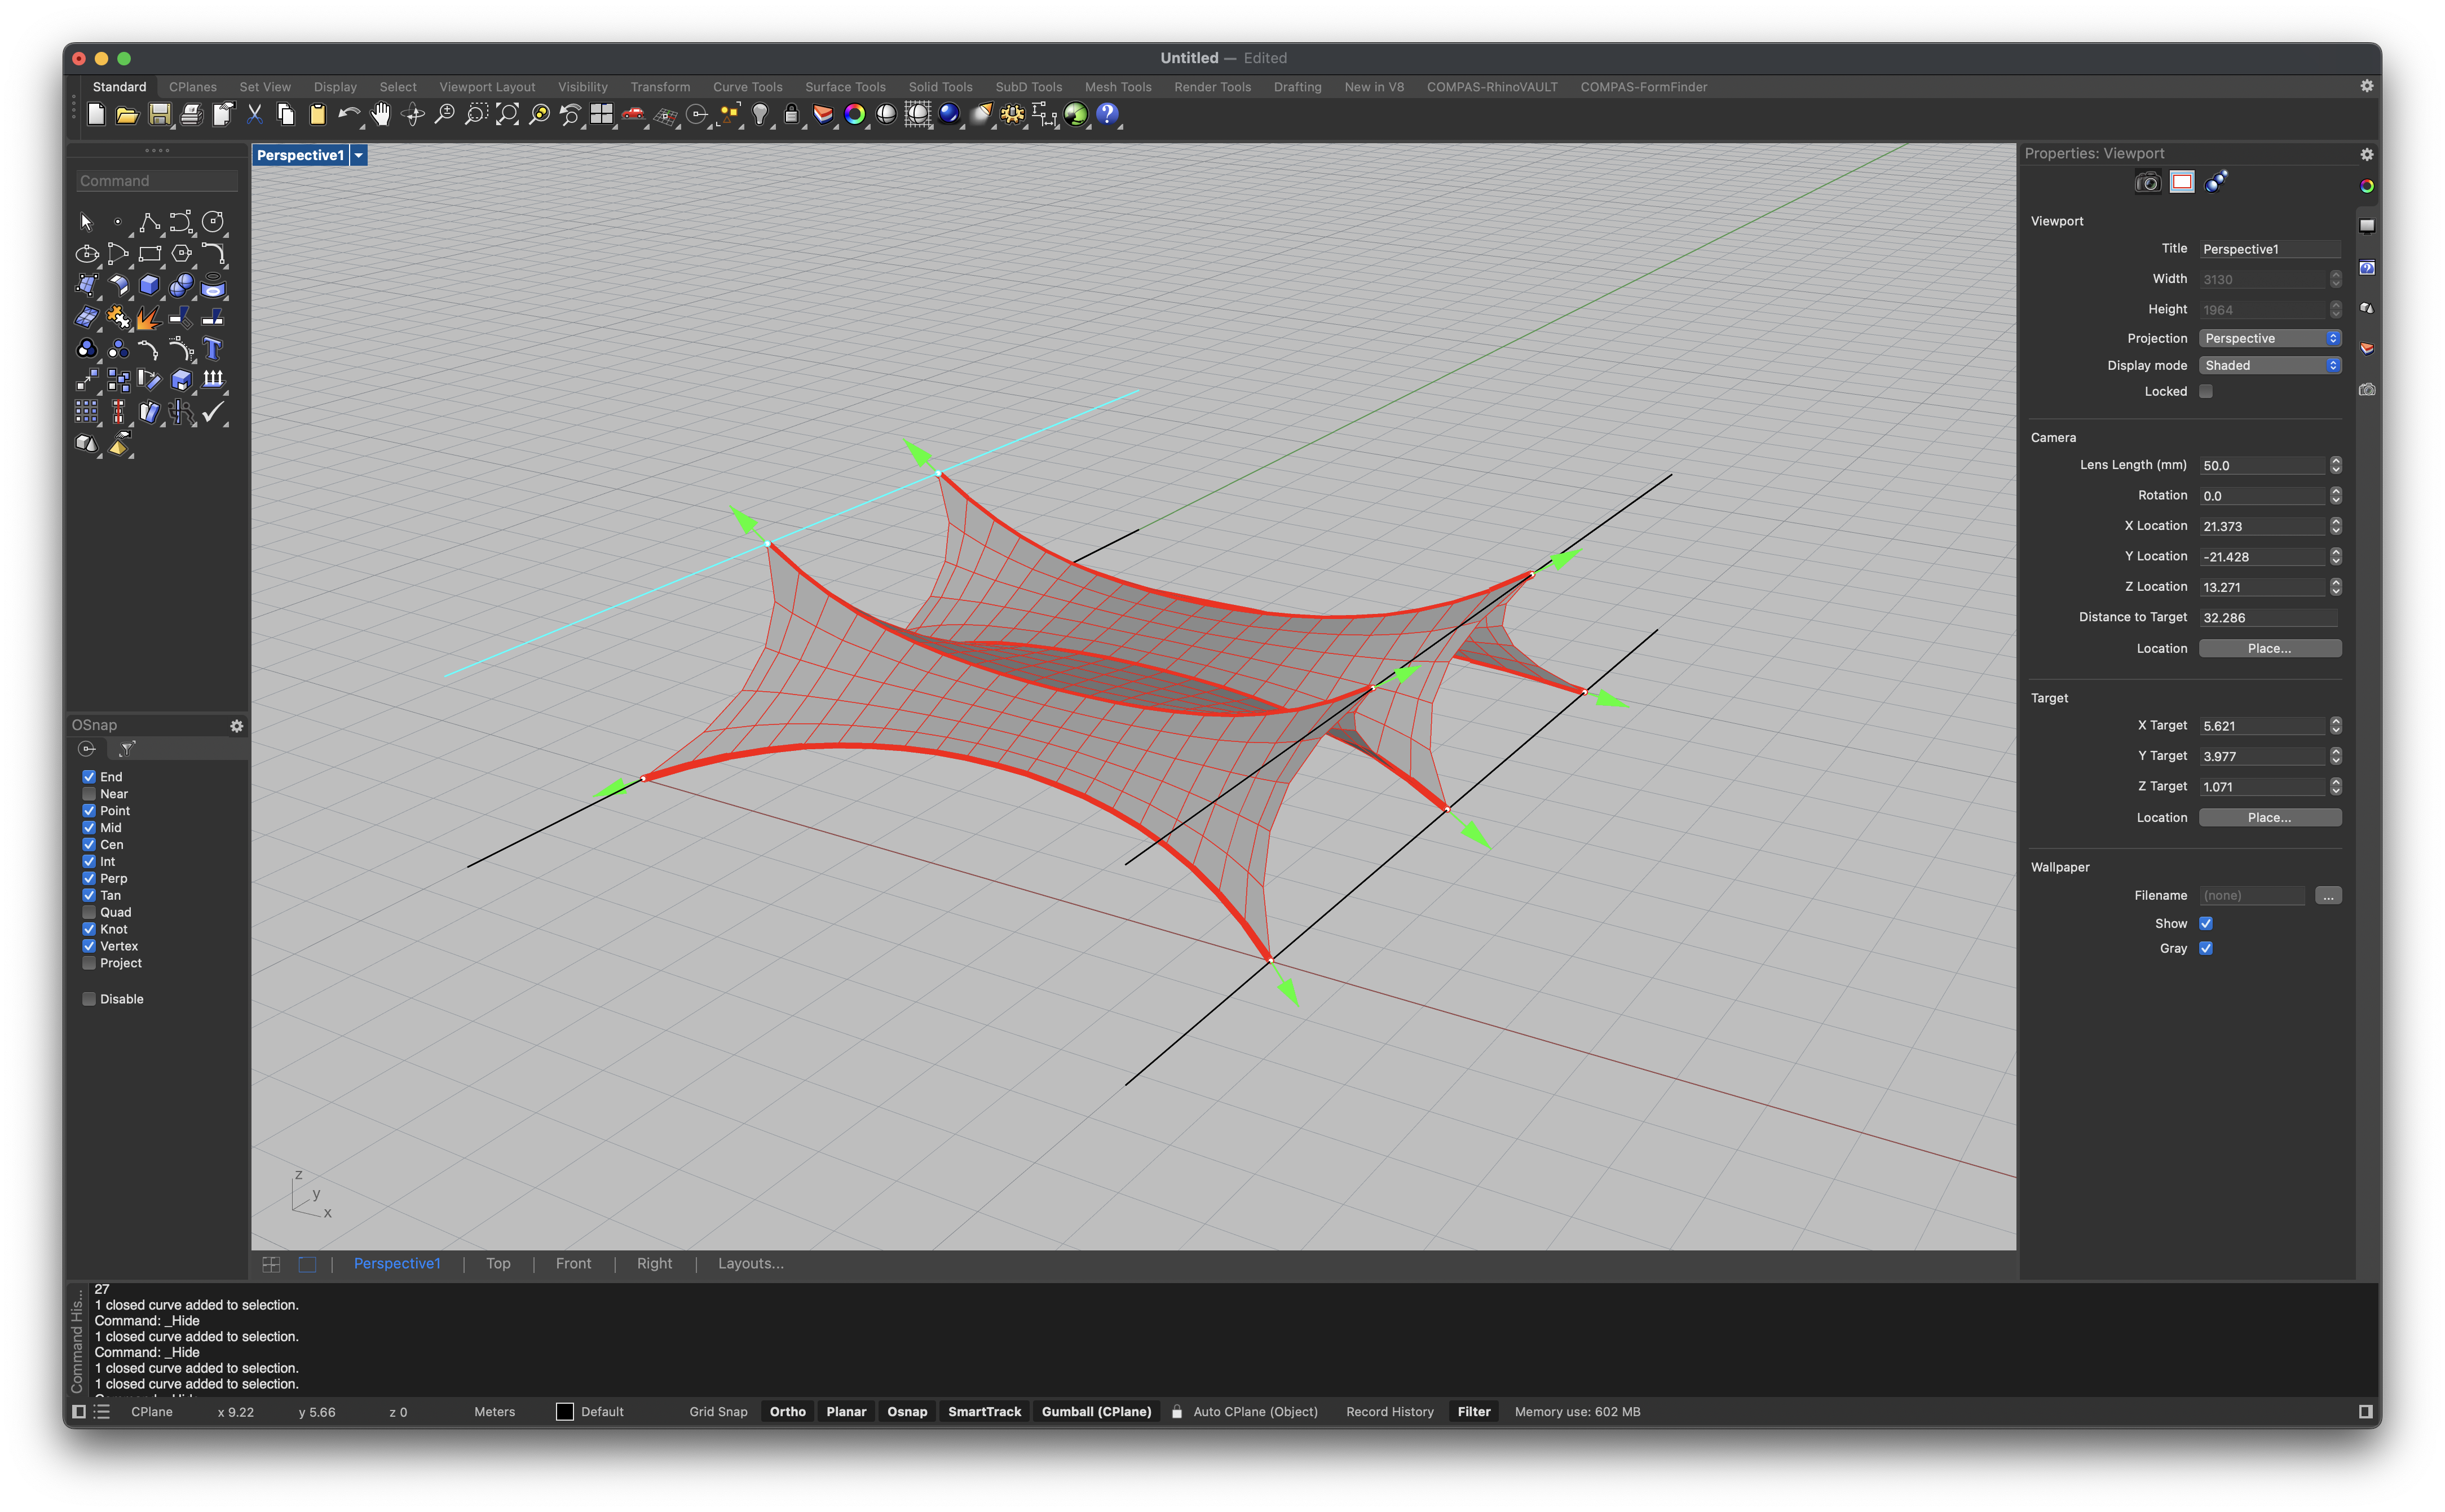 Untitled — Edited
Standard CPlanes Set View Display Select Viewport Layout Visibility Transform Curve Tools Surface Tools Solid Tools SubD Tools Mesh Tools Render Tools Drafting New in V8 COMPAS-RhinoVAULT COMPAS-FormFinder
Command
OSnap
End
Near
Point
Mid
Cen
Int
Perp
Tan
Quad
Knot
Vertex
Project
Disable
Perspective1
z
y
x
Perspective1 | Top | Front | Right | Layouts...
Properties: Viewport
Viewport
Title Perspective1
Width 3130
Height 1964
Projection Perspective
Display mode Shaded
Locked
Camera
Lens Length (mm) 50.0
Rotation 0.0
X Location 21.373
Y Location -21.428
Z Location 13.271
Distance to Target 32.286
Location Place...
Target
X Target 5.621
Y Target 3.977
Z Target 1.071
Location Place...
Wallpaper
Filename (none) ...
Show
Gray
Command His...
27
1 closed curve added to selection.
Command: _Hide
1 closed curve added to selection.
Command: _Hide
1 closed curve added to selection.
1 closed curve added to selection.
CPlane x 9.22 y 5.66 z 0 Meters Default Grid Snap Ortho Planar Osnap SmartTrack Gumball (CPlane) Auto CPlane (Object) Record History Filter Memory use: 602 MB